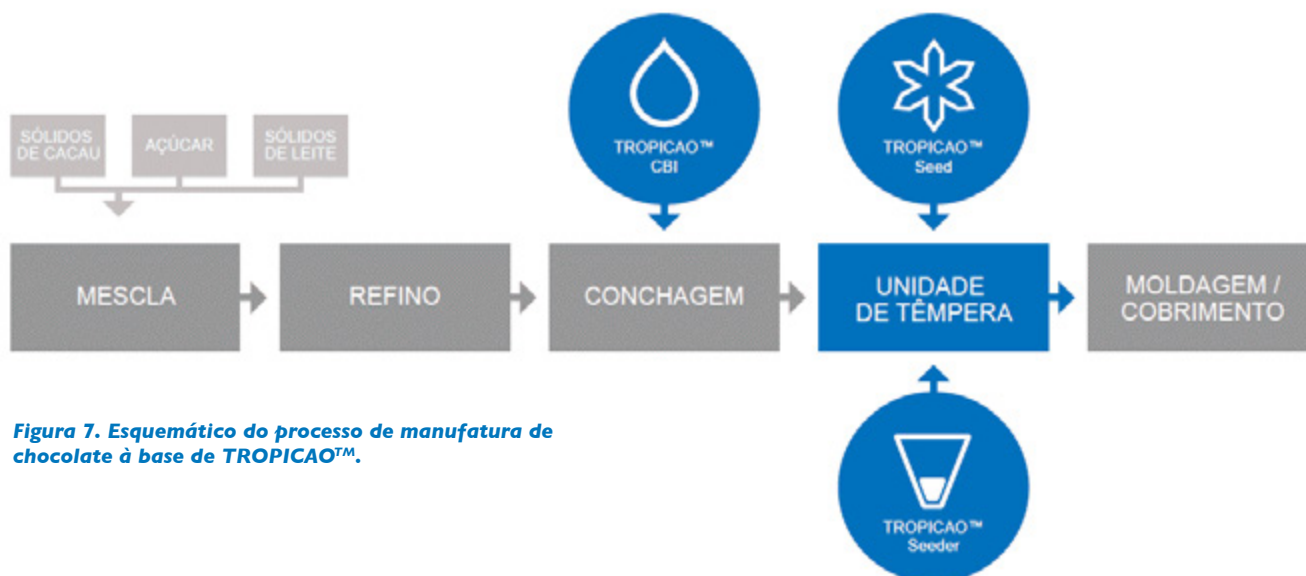 TROPICAO™
CBI
TROPICAO™
Seed
SÓLIDOS
DE CACAU
AÇÚCAR
SÓLIDOS
DE LEITE
MESCLA
REFINO
CONCHAGEM
UNIDADE
DE TÊMPERA
MOLDAGEM /
COBRIMENTO
Figura 7. Esquemático do processo de manufatura de
chocolate à base de TROPICAO™.
TROPICAO™
Seeder